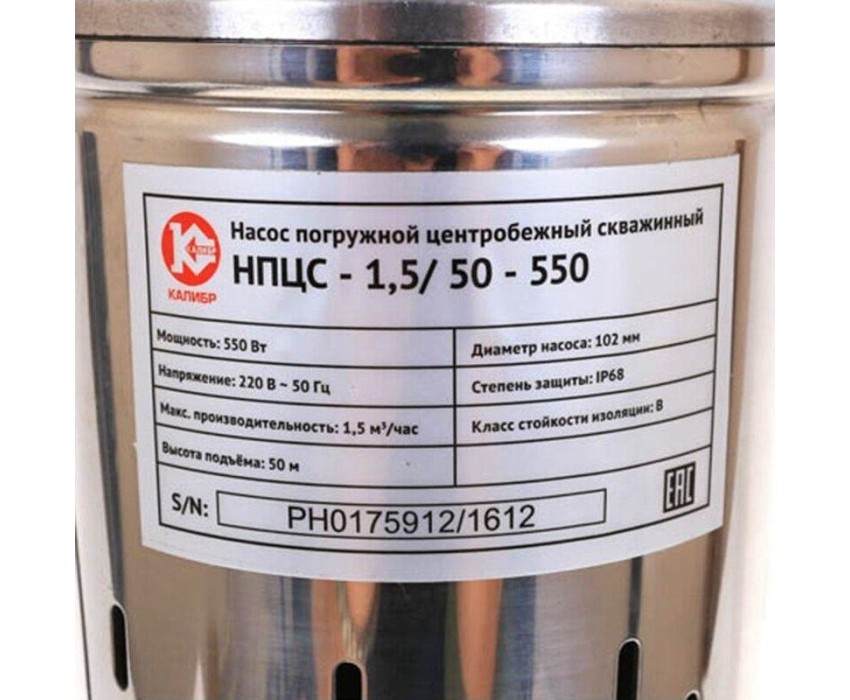 Насос погружной центробежный скважинный
КАЛИБР
НПЦС - 1,5/ 50 - 550
КАЛИБР
Мощность: 550 Вт
Диаметр насоса: 102 мм
Напряжение: 220 В ~ 50 Гц
Степень защиты: IP68
Макс. производительность: 1,5 м³/час
Класс стойкости изоляции: В
Высота подъёма: 50 м
S/N: PH0175912/1612
EAC